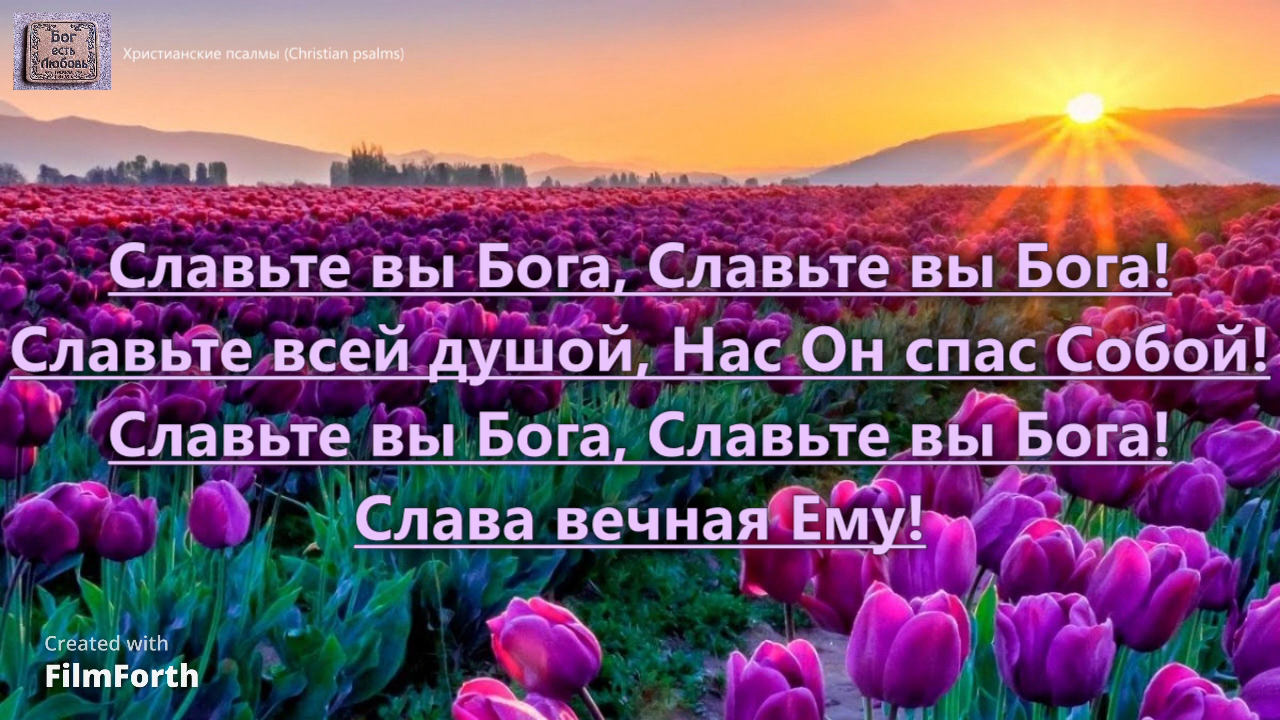 Бог
есть
Любовь
Христианские псалмы (Christian psalms)
Славьте вы Бога, Славьте вы Бога!
Славьте всей душой, Нас Он спас Собой!
Славьте вы Бога, Славьте вы Бога!
Слава вечная Ему!
Created with
FilmForth